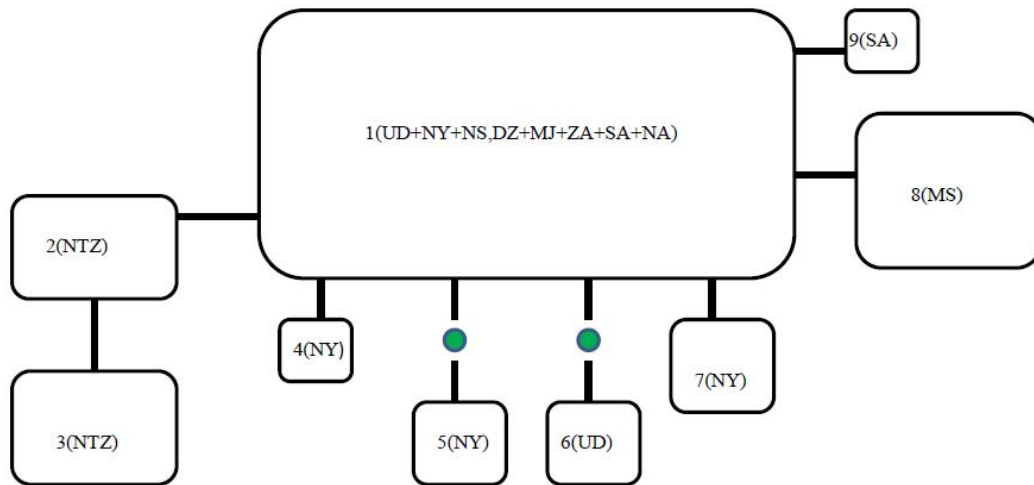 1(UD+NY+NS,DZ+MJ+ZA+SA+NA)
9(SA)
8(MS)
2(NTZ)
3(NTZ)
4(NY)
5(NY)
6(UD)
7(NY)